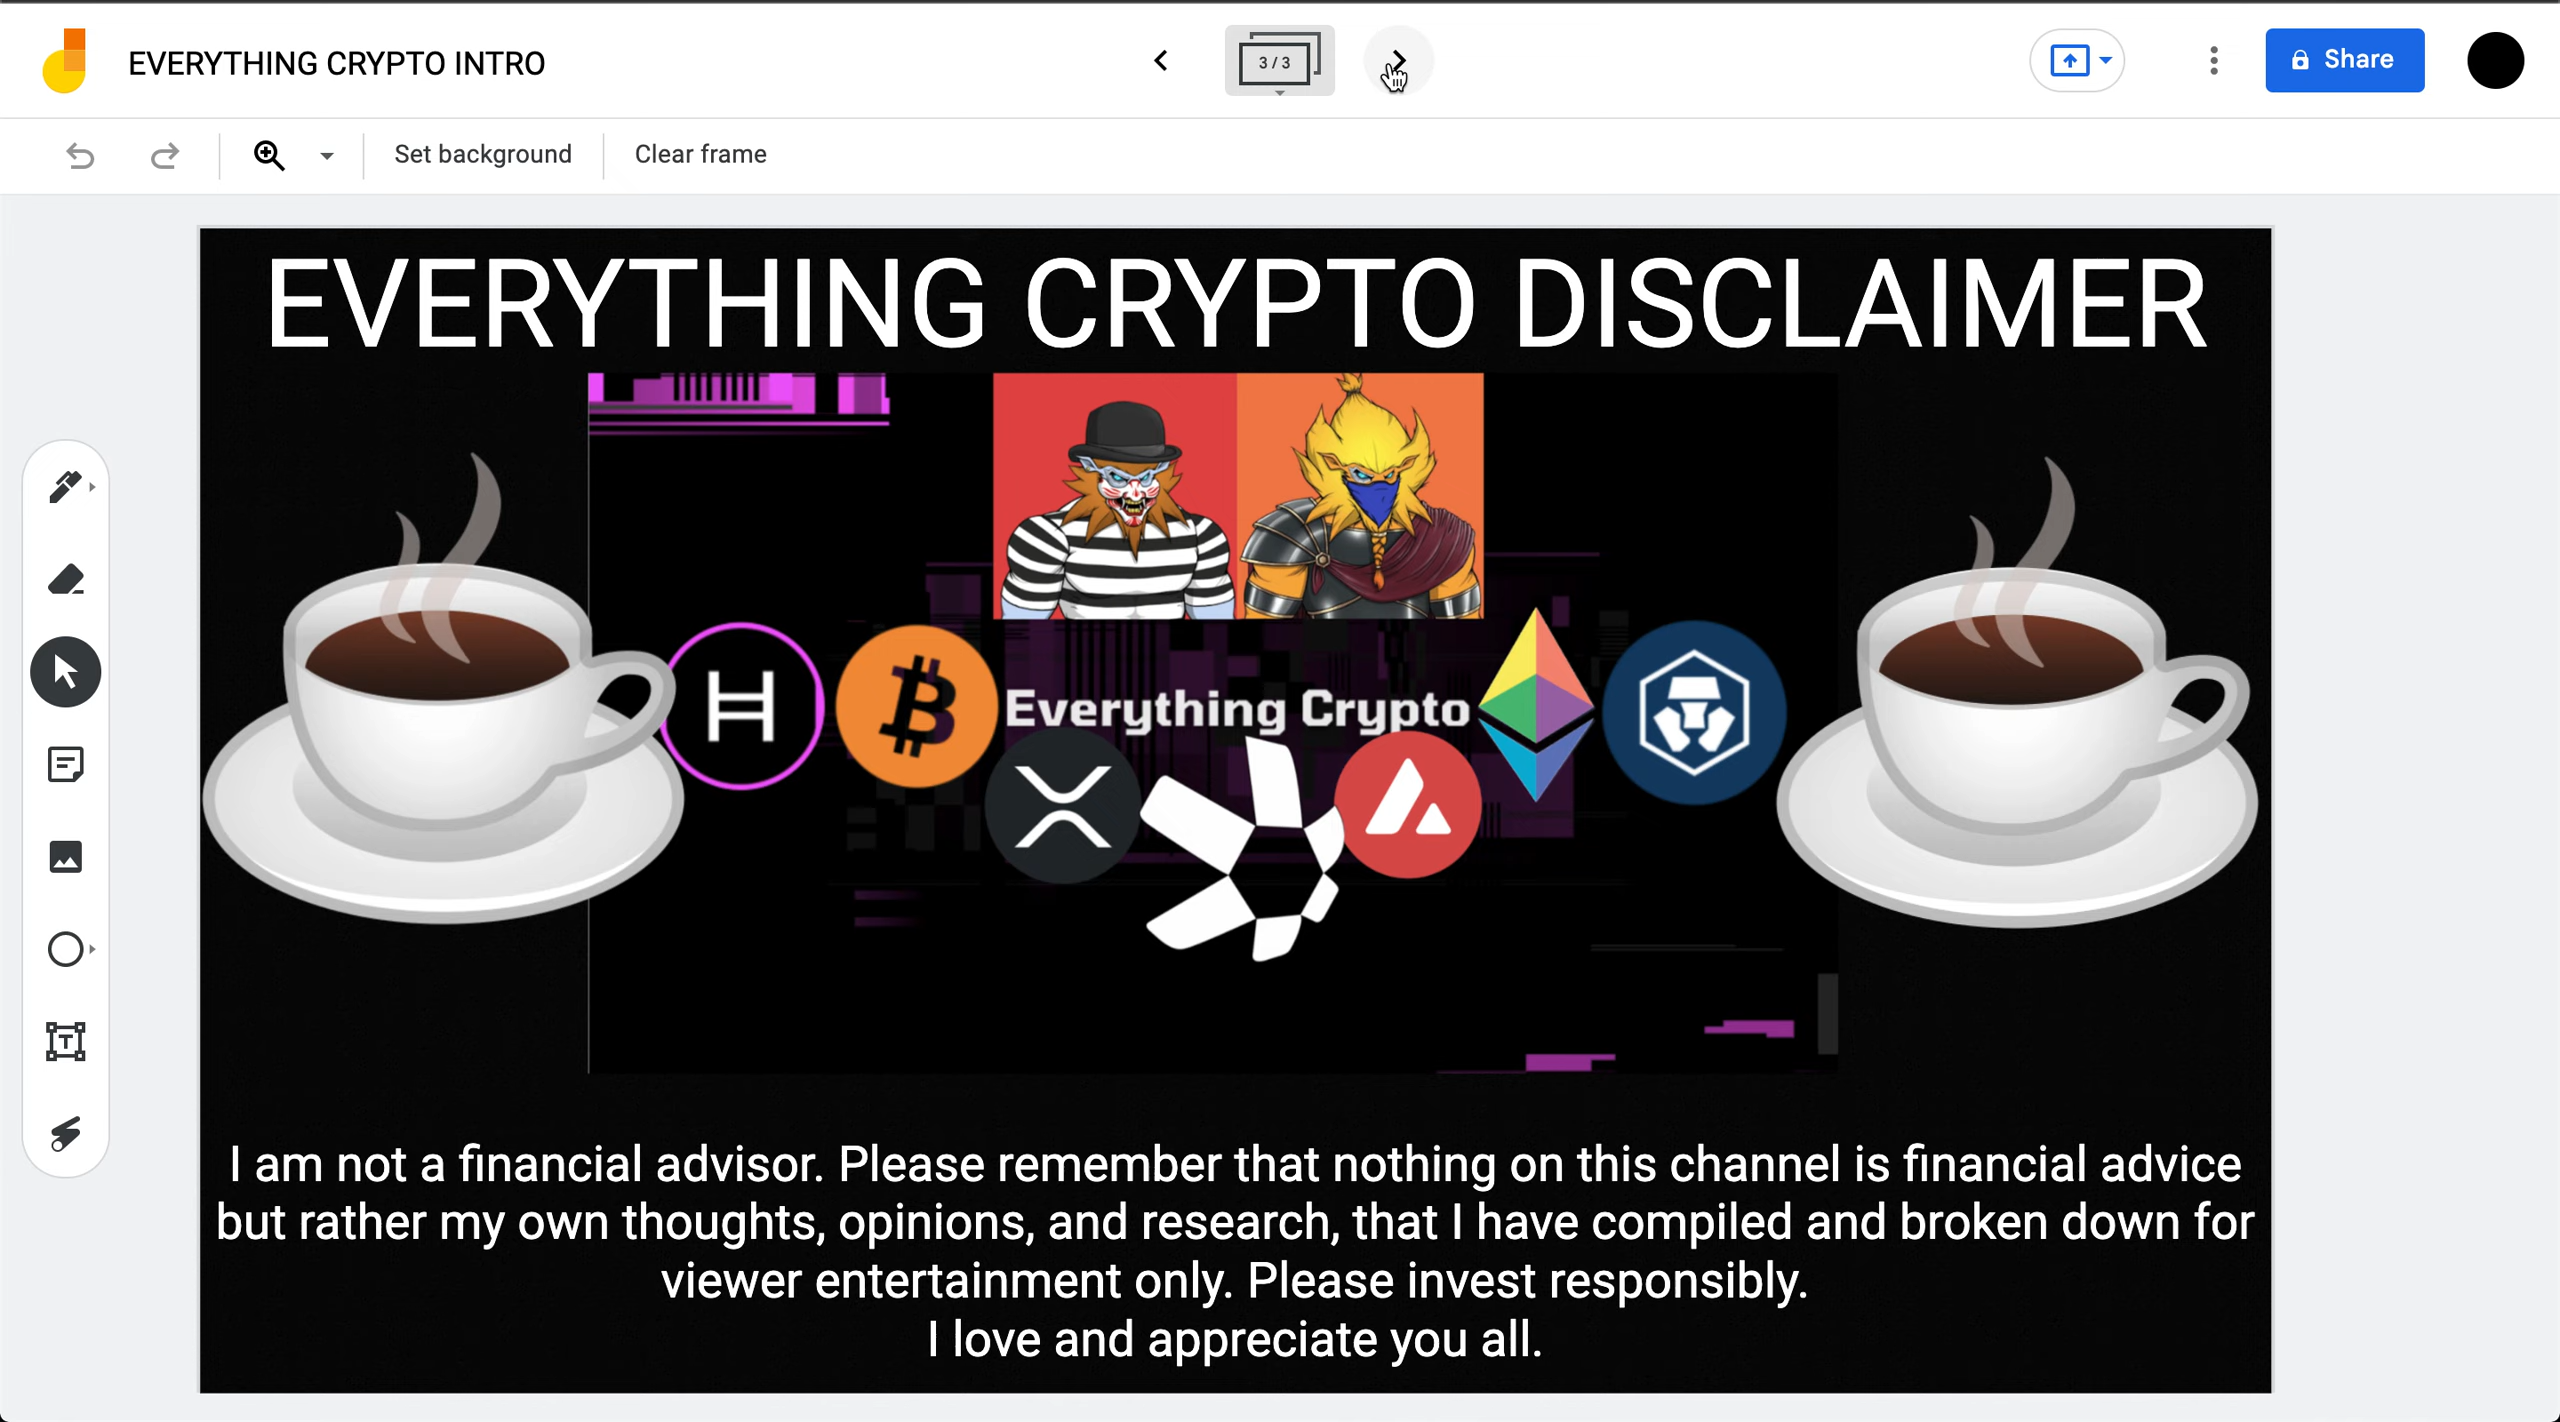 EVERYTHING CRYPTO INTRO
3 / 3
Share
Set background
Clear frame
EVERYTHING CRYPTO DISCLAIMER
Everything Crypto
I am not a financial advisor. Please remember that nothing on this channel is financial advice
but rather my own thoughts, opinions, and research, that I have compiled and broken down for
viewer entertainment only. Please invest responsibly.
I love and appreciate you all.